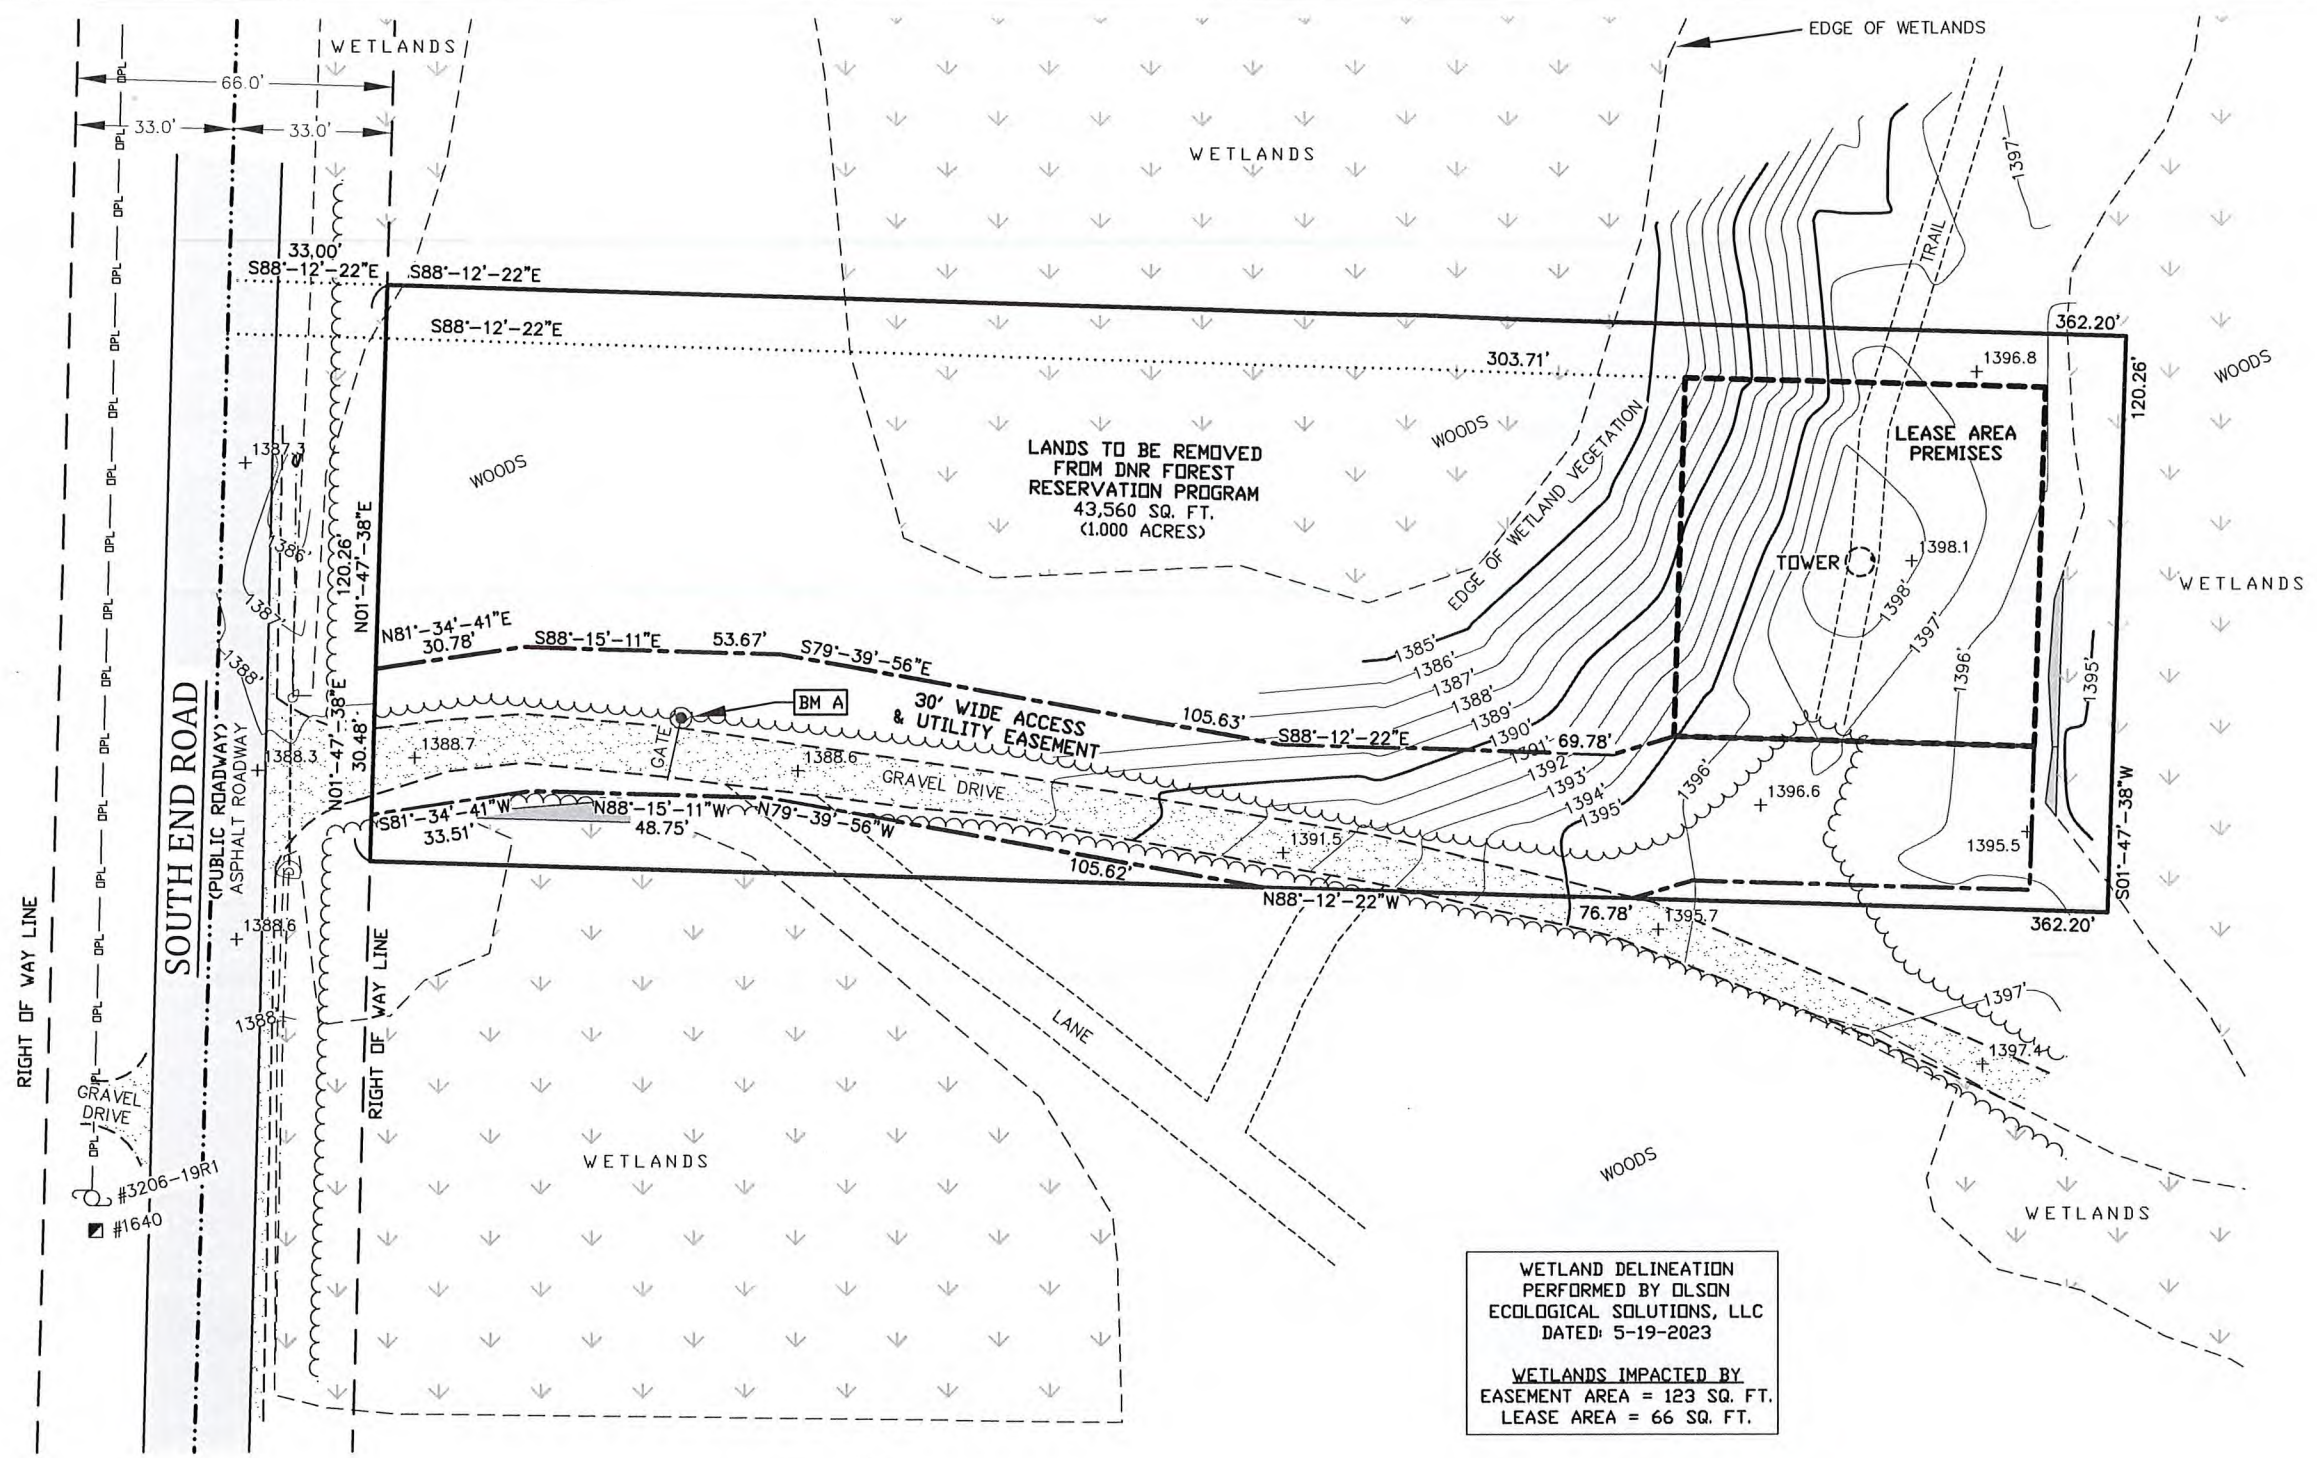 EDGE OF WETLANDS
WETLANDS
66.0'
33.0'
33.0'
OPL
WETLANDS
1397'
TRAIL
33.00'
S88°-12'-22"E
S88°-12'-22"E
S88°-12'-22"E
362.20'
303.71'
1396.8
WOODS
120.26'
LEASE AREA
PREMISES
1387.3
WOODS
LANDS TO BE REMOVED
FROM DNR FOREST
RESERVATION PROGRAM
43,560 SQ. FT.
(1.000 ACRES)
WOODS
EDGE OF WETLAND VEGETATION
1386'
120.26'
N01°-47'-38"E
TOWER
1398.1
1398'
1397'
1396'
1395'
WETLANDS
1387'
1388'
N81°-34'-41"E
30.78'
S88°-15'-11"E
53.67'
S79°-39'-56"E
1385'
1386'
1387'
1388'
1389'
1390'
1391'
1392'
1393'
1394'
1395'
1396'
BM A
30' WIDE ACCESS
& UTILITY EASEMENT
105.63'
S88°-12'-22"E
69.78'
N01°-47'-38"E
30.48'
1388.3
1388.7
GATE
1388.6
GRAVEL DRIVE
1396.6
SOUTH END ROAD
(PUBLIC ROADWAY)
ASPHALT ROADWAY
S81°-34'-41"W
33.51'
N88°-15'-11"W
48.75'
N79°-39'-56"W
1391.5
1395.5
S01°-47'-38"W
105.62'
N88°-12'-22"W
76.78'
1395.7
362.20'
1388.6
1388'
RIGHT OF WAY LINE
RIGHT OF WAY LINE
LANE
1397'
1397.4
GRAVEL
DRIVE
#3206-19R1
#1640
WETLANDS
WOODS
WETLANDS
WETLAND DELINEATION
PERFORMED BY OLSON
ECOLOGICAL SOLUTIONS, LLC
DATED: 5-19-2023
WETLANDS IMPACTED BY
EASEMENT AREA = 123 SQ. FT.
LEASE AREA = 66 SQ. FT.